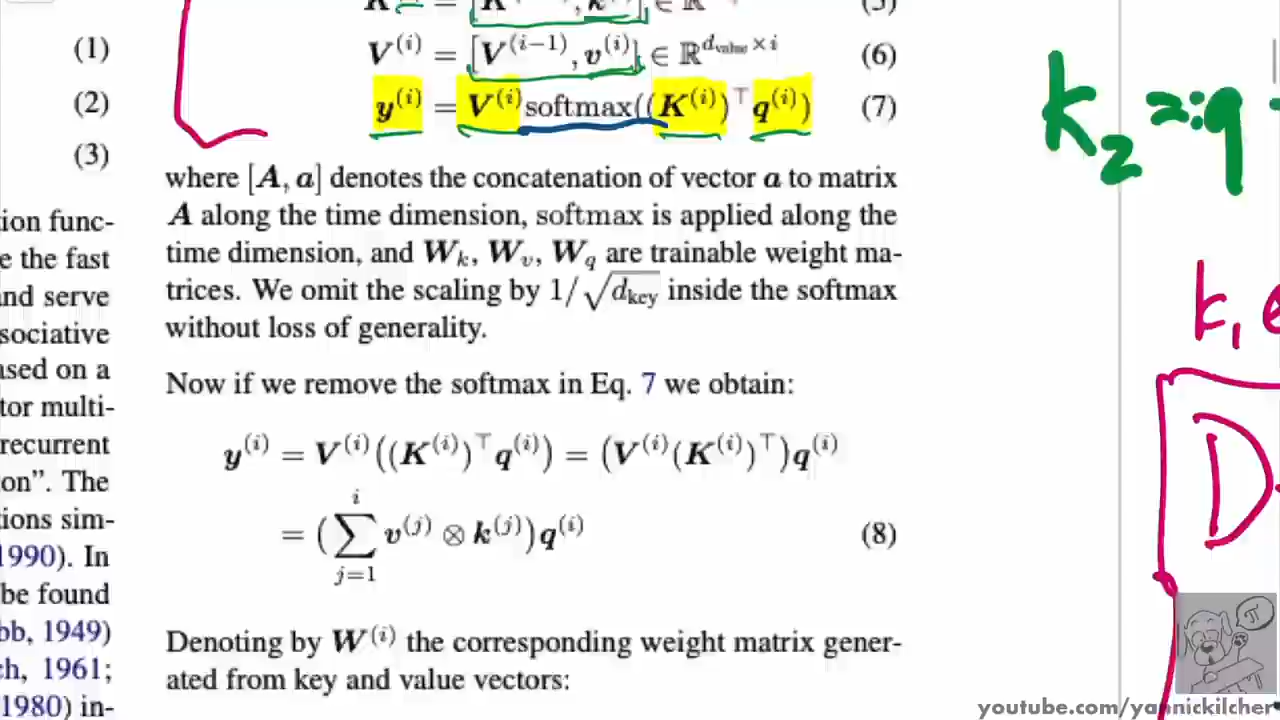 (1)
(2)
(3)
tion func-
e the fast
and serve
sociative
ased on a
tor multi-
recurrent
on”. The
tions sim-
1990). In
be found
bb, 1949)
ch, 1961;
1980) in-
(5)
V^(i) = [V^(i−1), v^(i)] ∈ ℝ^{d_value×i} (6)
y^(i) = V^(i)softmax((K^(i))^⊤q^(i)) (7)
where [A, a] denotes the concatenation of vector a to matrix
A along the time dimension, softmax is applied along the
time dimension, and W_k, W_v, W_q are trainable weight ma-
trices. We omit the scaling by 1/√d_key inside the softmax
without loss of generality.
Now if we remove the softmax in Eq. 7 we obtain:
y^(i) = V^(i)((K^(i))^⊤q^(i)) = (V^(i)(K^(i))^⊤)q^(i)
= (∑_{j=1}^{i} v^(j) ⊗ k^(j))q^(i) (8)
Denoting by W^(i) the corresponding weight matrix gener-
ated from key and value vectors:
k₂ =: q
k₁
D
π
youtube.com/yannickilcher